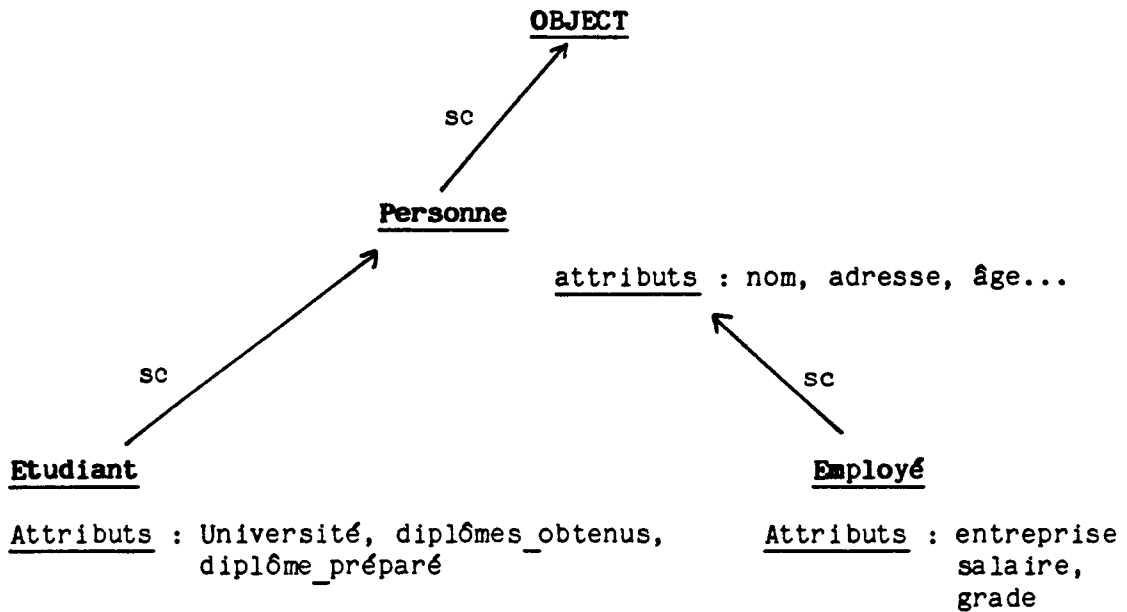 OBJECT
sc
Personne
attributs : nom, adresse, âge...
sc
sc
Etudiant
Employé
Attributs : Université, diplômes_obtenus,
diplôme_préparé
Attributs : entreprise
salaire,
grade